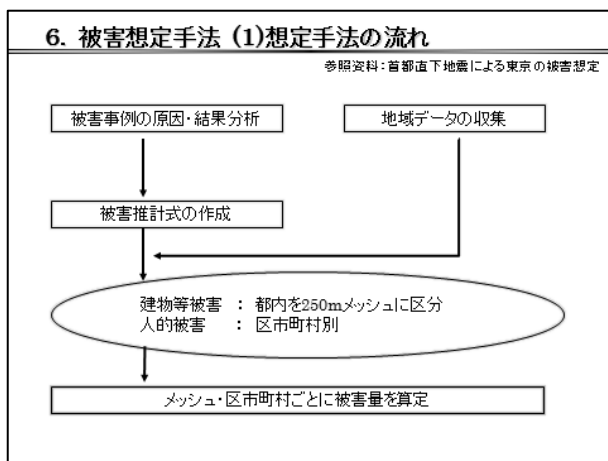 6. 被害想定手法 (1)想定手法の流れ
参照資料：首都直下地震による東京の被害想定
被害事例の原因・結果分析
地域データの収集
被害推計式の作成
建物等被害 ： 都内を250mメッシュに区分
人的被害 ： 区市町村別
メッシュ・区市町村ごとに被害量を算定